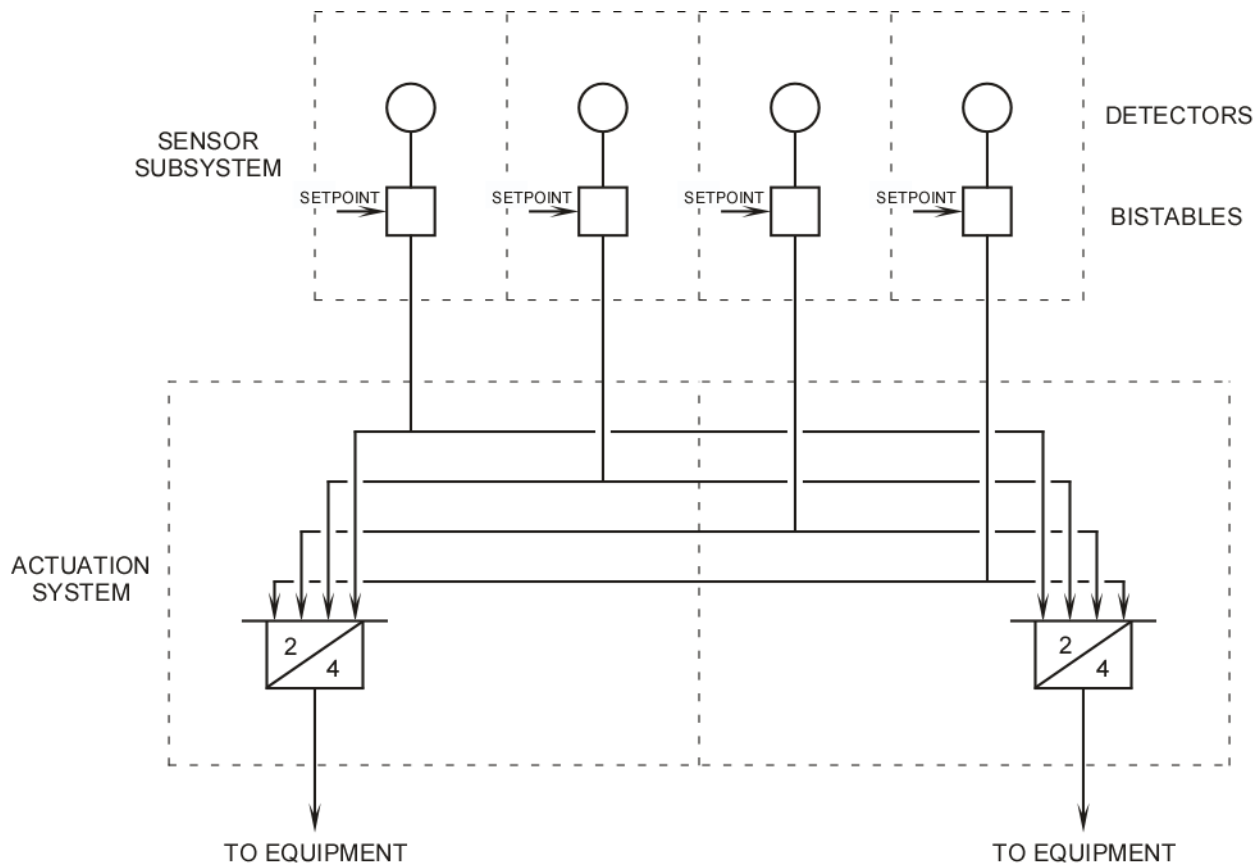 DETECTORS
SENSOR
SUBSYSTEM
SETPOINT
SETPOINT
SETPOINT
SETPOINT
BISTABLES
ACTUATION
SYSTEM
2
4
2
4
TO EQUIPMENT
TO EQUIPMENT